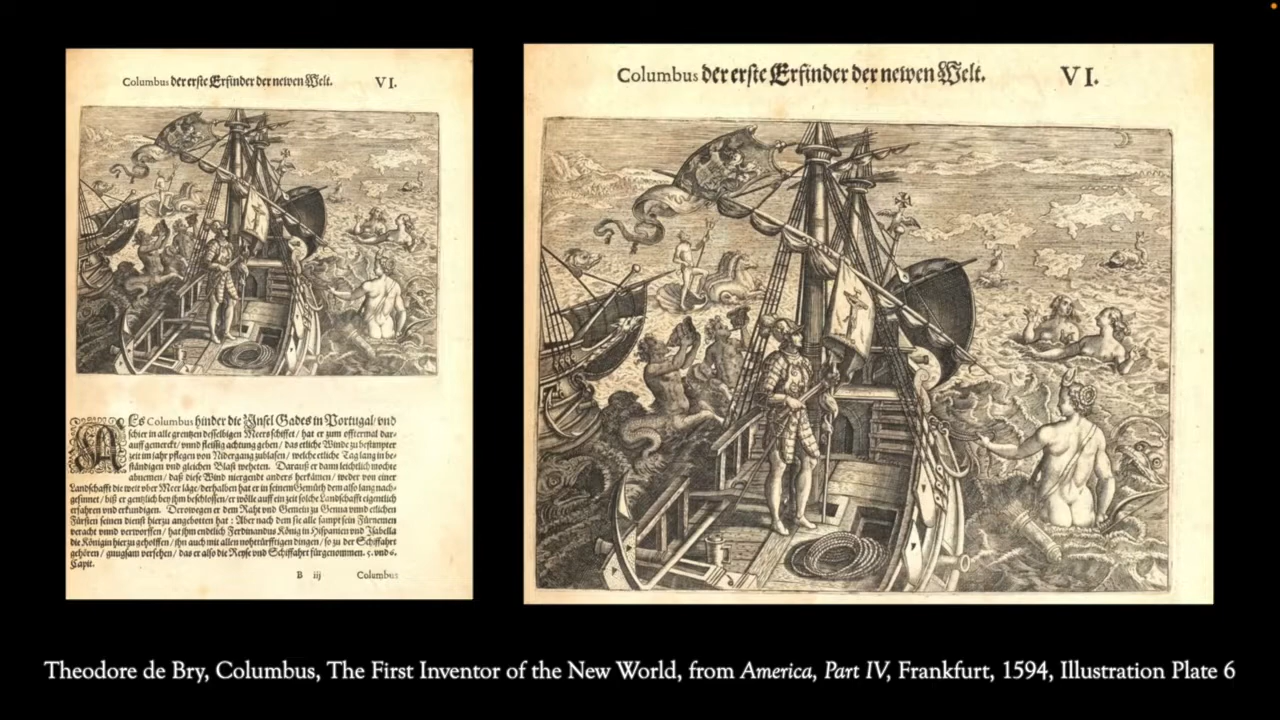 Columbus der erste Erfinder der newen Welt. VI.
ALs Columbus hinder die Insel Gades in Portugal/ vnd
schier in alle grentzen desselbigen Meers schiffet/ hat er zum offtermal dar-
auff gemerckt/ vnnd fleissig achtung geben/ das etliche Winde zu bestimpter
zeit im jahr pflegen von Nidergang zublasen/ welche etliche Tag lang in be-
ständigen vnd gleichen Blast weheten. Darauß er dann leichtlich mochte
abnemen/ daß diese Wind niergendt anders herkämen/ weder von einer
Landschafft die weit vber Meer läge/ derhalben hat er in seinem Gemüth dem also lang nach-
gesinnet/ biß er gentzlich bey ihm beschlossen/ er wölle auff ein zeit solche Landschafft eigentlich
erfahren vnd erkundigen. Derowegen er dem Raht vnd Gemein zu Genua vnnd etlichen
Fürsten seinen dienst hierzu angebotten hat: Aber nach dem sie alle sampt sein Fürnemen
veracht vnnd verworffen/ hat ihm endlich Ferdinandus König in Hispanien vnd Isabella
die Königin hierzu geholffen/ ihn auch mit allen nohtürfftigen dingen/ so zu der Schiffahrt
gehören/ gnugsam versehen/ das er also die Reyse vnd Schiffahrt fürgenommen. 5. vnd 6.
Capit.
B iij Columbus
Columbus der erste Erfinder der newen Welt. VI.
Theodore de Bry, Columbus, The First Inventor of the New World, from America, Part IV, Frankfurt, 1594, Illustration Plate 6